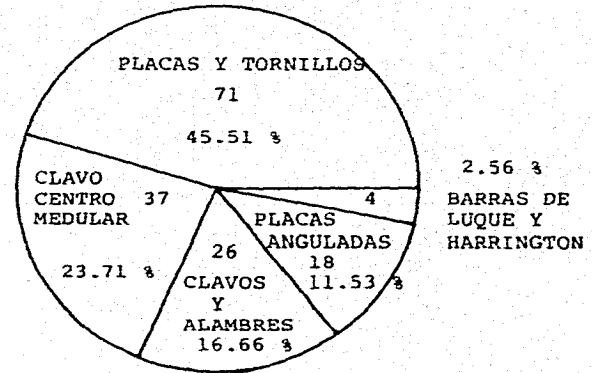 PLACAS Y TORNILLOS
71
45.51 %
CLAVO
CENTRO 37
MEDULAR
23.71 %
26
CLAVOS
Y
ALAMBRES
16.66 %
PLACAS
ANGULADAS
18
11.53 %
4
2.56 %
BARRAS DE
LUQUE Y
HARRINGTON